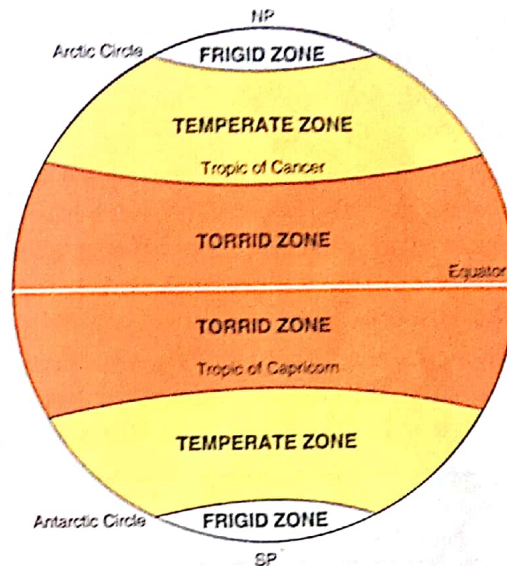 NP
Arctic Circle
FRIGID ZONE
TEMPERATE ZONE
Tropic of Cancer
TORRID ZONE
Equator
TORRID ZONE
Tropic of Capricorn
TEMPERATE ZONE
Antarctic Circle
FRIGID ZONE
SP